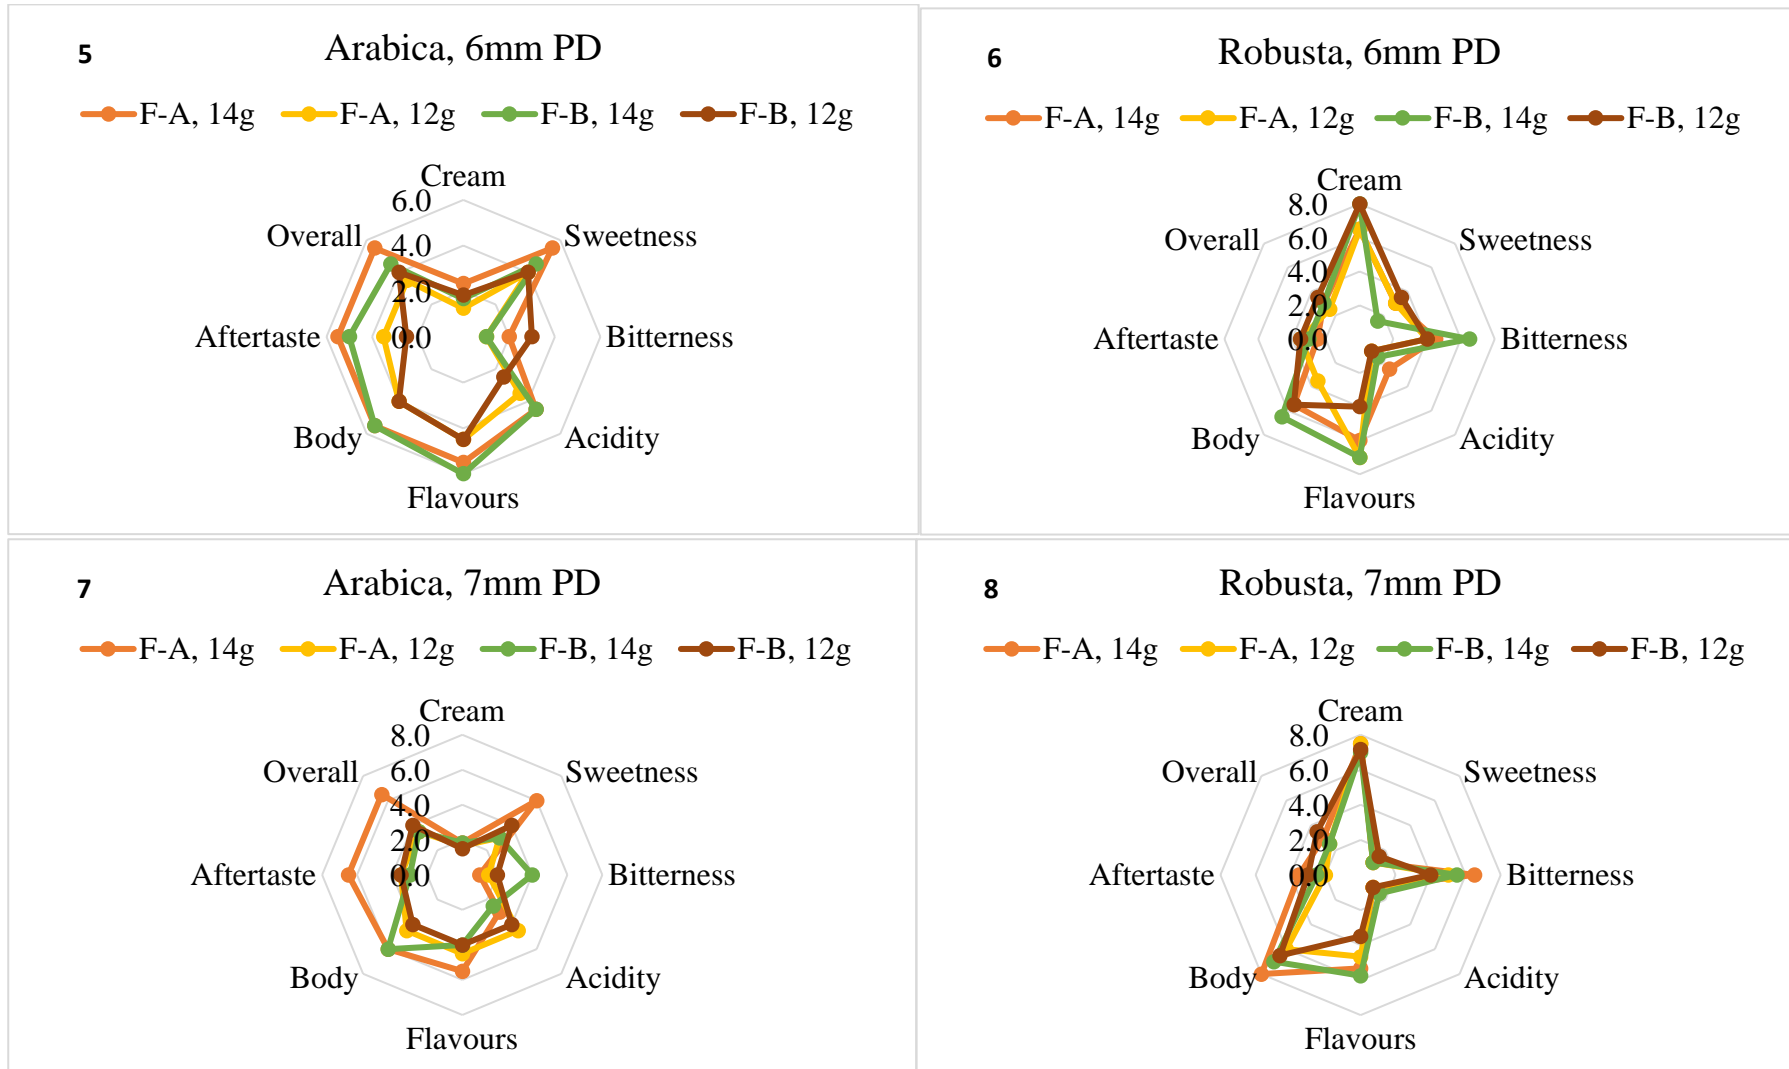 5
Arabica, 6mm PD
F-A, 14g F-A, 12g F-B, 14g F-B, 12g
Cream
6.0
Overall
4.0
Sweetness
2.0
Aftertaste
0.0
Bitterness
Body
Acidity
Flavours
6
Robusta, 6mm PD
F-A, 14g F-A, 12g F-B, 14g F-B, 12g
Cream
8.0
Overall
6.0
Sweetness
4.0
2.0
Aftertaste
0.0
Bitterness
Body
Acidity
Flavours
7
Arabica, 7mm PD
F-A, 14g F-A, 12g F-B, 14g F-B, 12g
Cream
8.0
Overall
6.0
Sweetness
4.0
2.0
Aftertaste
0.0
Bitterness
Body
Acidity
Flavours
8
Robusta, 7mm PD
F-A, 14g F-A, 12g F-B, 14g F-B, 12g
Cream
8.0
Overall
6.0
Sweetness
4.0
2.0
Aftertaste
0.0
Bitterness
Body
Acidity
Flavours